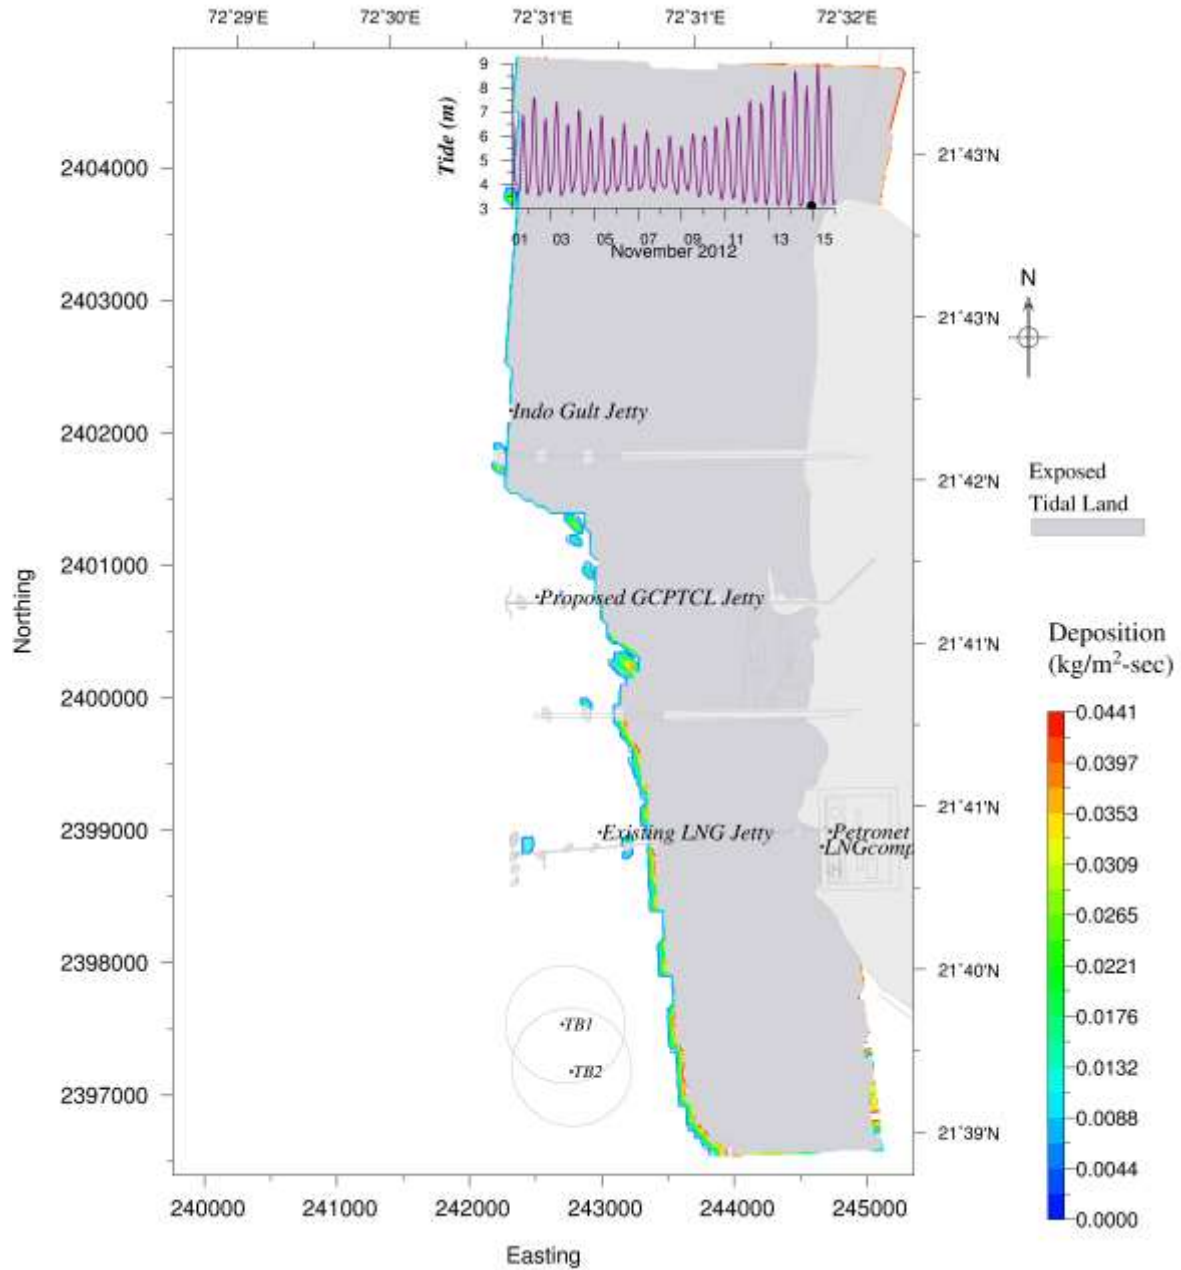 72°29'E 72°30'E 72°31'E 72°31'E 72°32'E
9
8
7
6
5
4
3
Tide (m)
01 03 05 07 09 11 13 15
November 2012
2404000
2403000
2402000
2401000
2400000
2399000
2398000
2397000
Northing
21°43'N
21°43'N
21°42'N
21°41'N
21°41'N
21°40'N
21°39'N
Indo Gult Jetty
Proposed GCPTCL Jetty
Existing LNG Jetty
Petronet
LNGcomp
TB1
TB2
240000 241000 242000 243000 244000 245000
Easting
N
Exposed
Tidal Land
Deposition
(kg/m²-sec)
0.0441
0.0397
0.0353
0.0309
0.0265
0.0221
0.0176
0.0132
0.0088
0.0044
0.0000